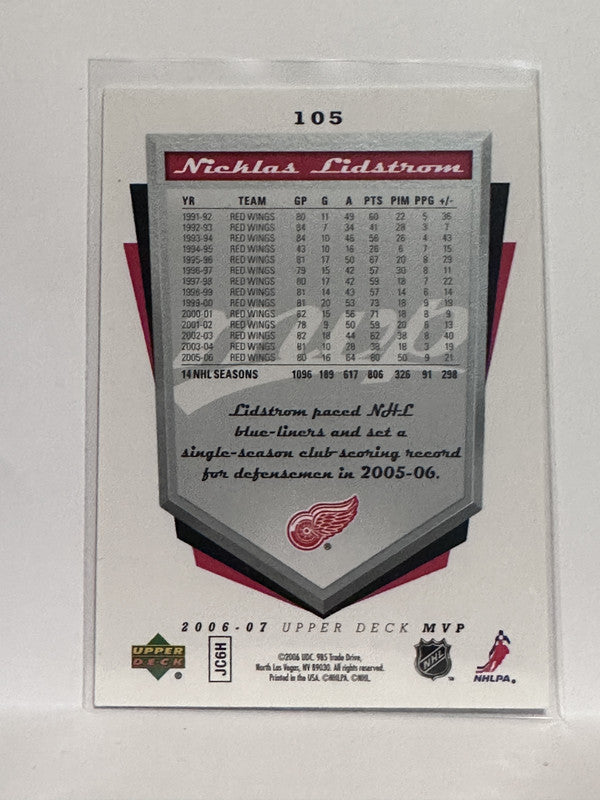 105
Nicklas Lidstrom
YR TEAM GP G A PTS PIM PPG +/-
1991-92 RED WINGS 80 11 49 60 22 5 36
1992-93 RED WINGS 84 7 34 41 28 3 7
1993-94 RED WINGS 84 10 46 56 26 4 43
1994-95 RED WINGS 43 10 16 26 6 7 15
1995-96 RED WINGS 81 17 50 67 20 8 29
1996-97 RED WINGS 79 15 42 57 30 8 11
1997-98 RED WINGS 80 17 42 59 18 7 22
1998-99 RED WINGS 81 14 43 57 14 6 14
1999-00 RED WINGS 81 20 53 73 18 9 19
2000-01 RED WINGS 82 15 56 71 18 8 9
2001-02 RED WINGS 78 9 50 59 20 6 13
2002-03 RED WINGS 82 18 44 62 38 8 40
2003-04 RED WINGS 81 10 28 38 18 3 19
2005-06 RED WINGS 80 16 64 80 50 9 21
14 NHL SEASONS 1096 189 617 806 326 91 298
mvp
Lidstrom paced NHL
blue-liners and set a
single-season club scoring record
for defensemen in 2005-06.
®
2006-07 UPPER DECK MVP
UPPER DECK ®
JC6H
©2006 UDC. 985 Trade Drive,
North Las Vegas, NV 89030. All rights reserved.
Printed in the USA. ©NHLPA. ©NHL.
NHL ™
NHLPA®